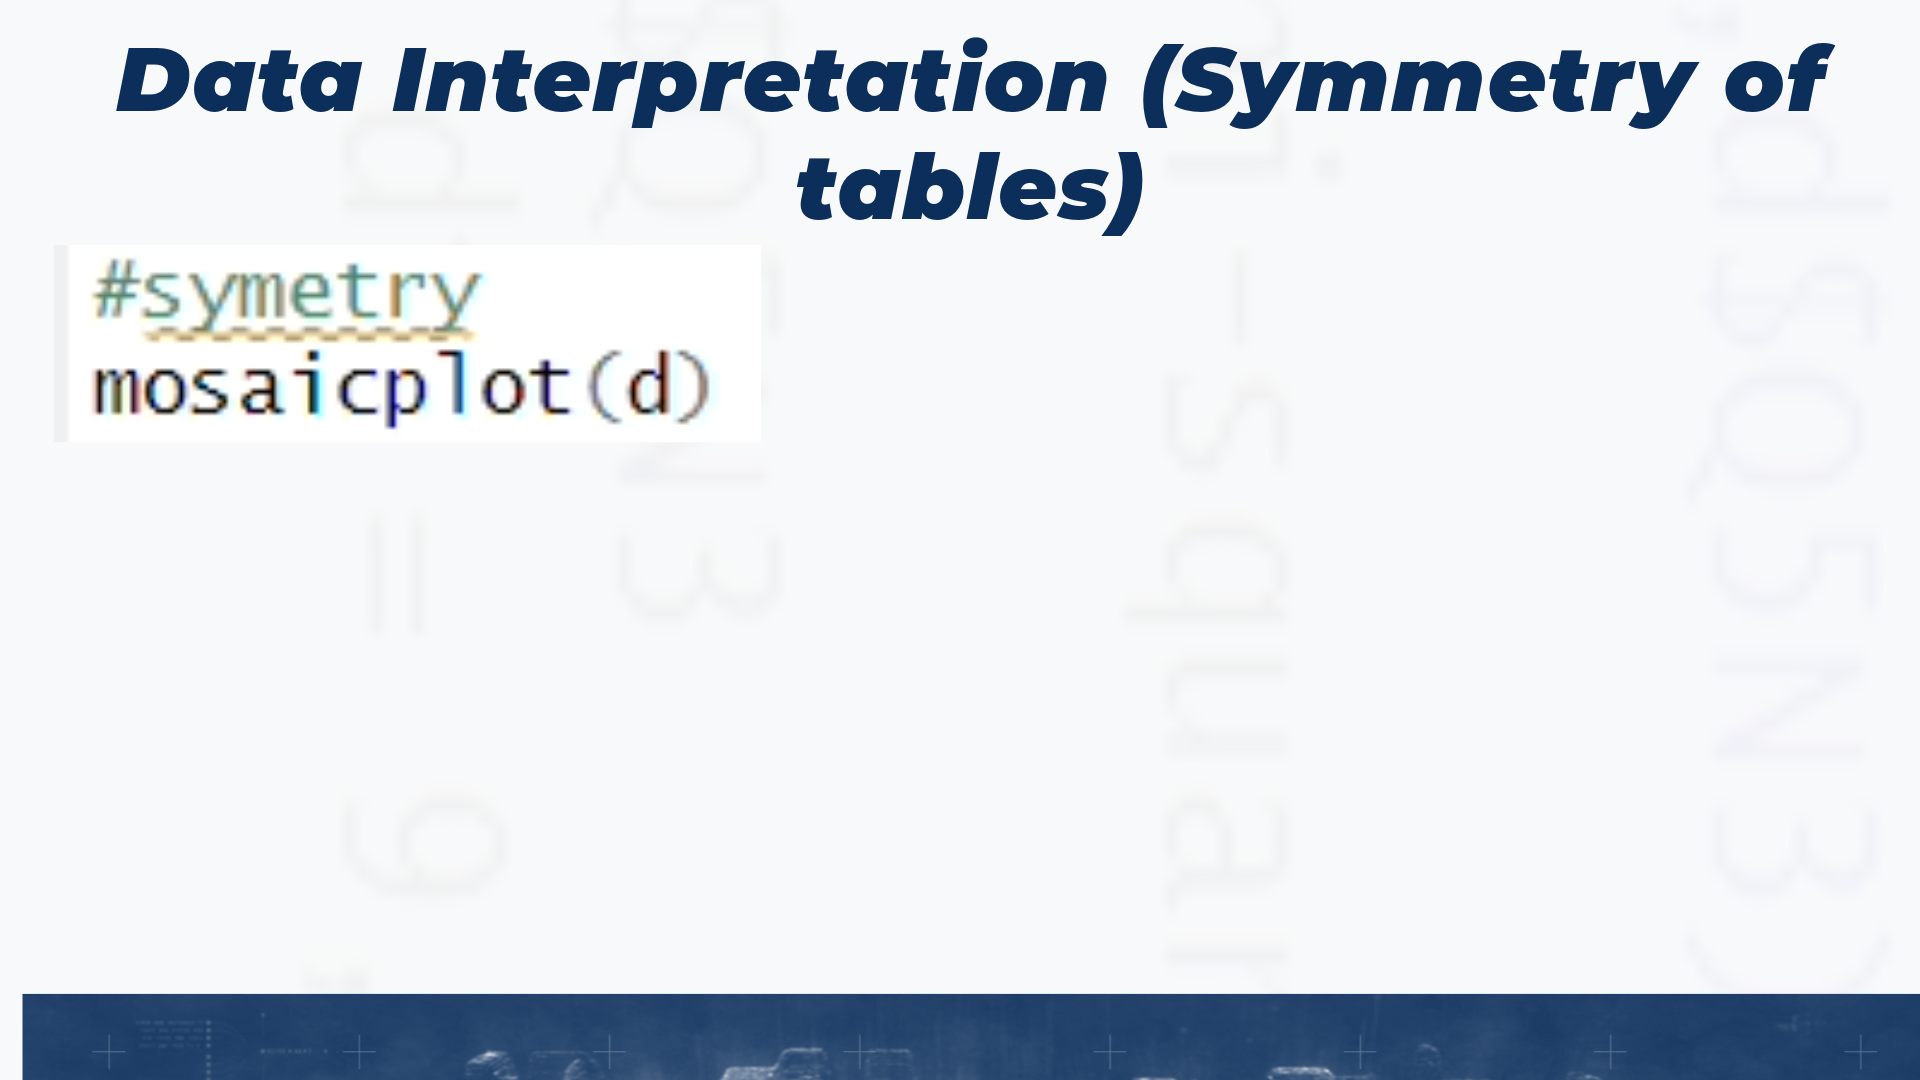 Data Interpretation (Symmetry of
tables)
#symetry
mosaicplot(d)